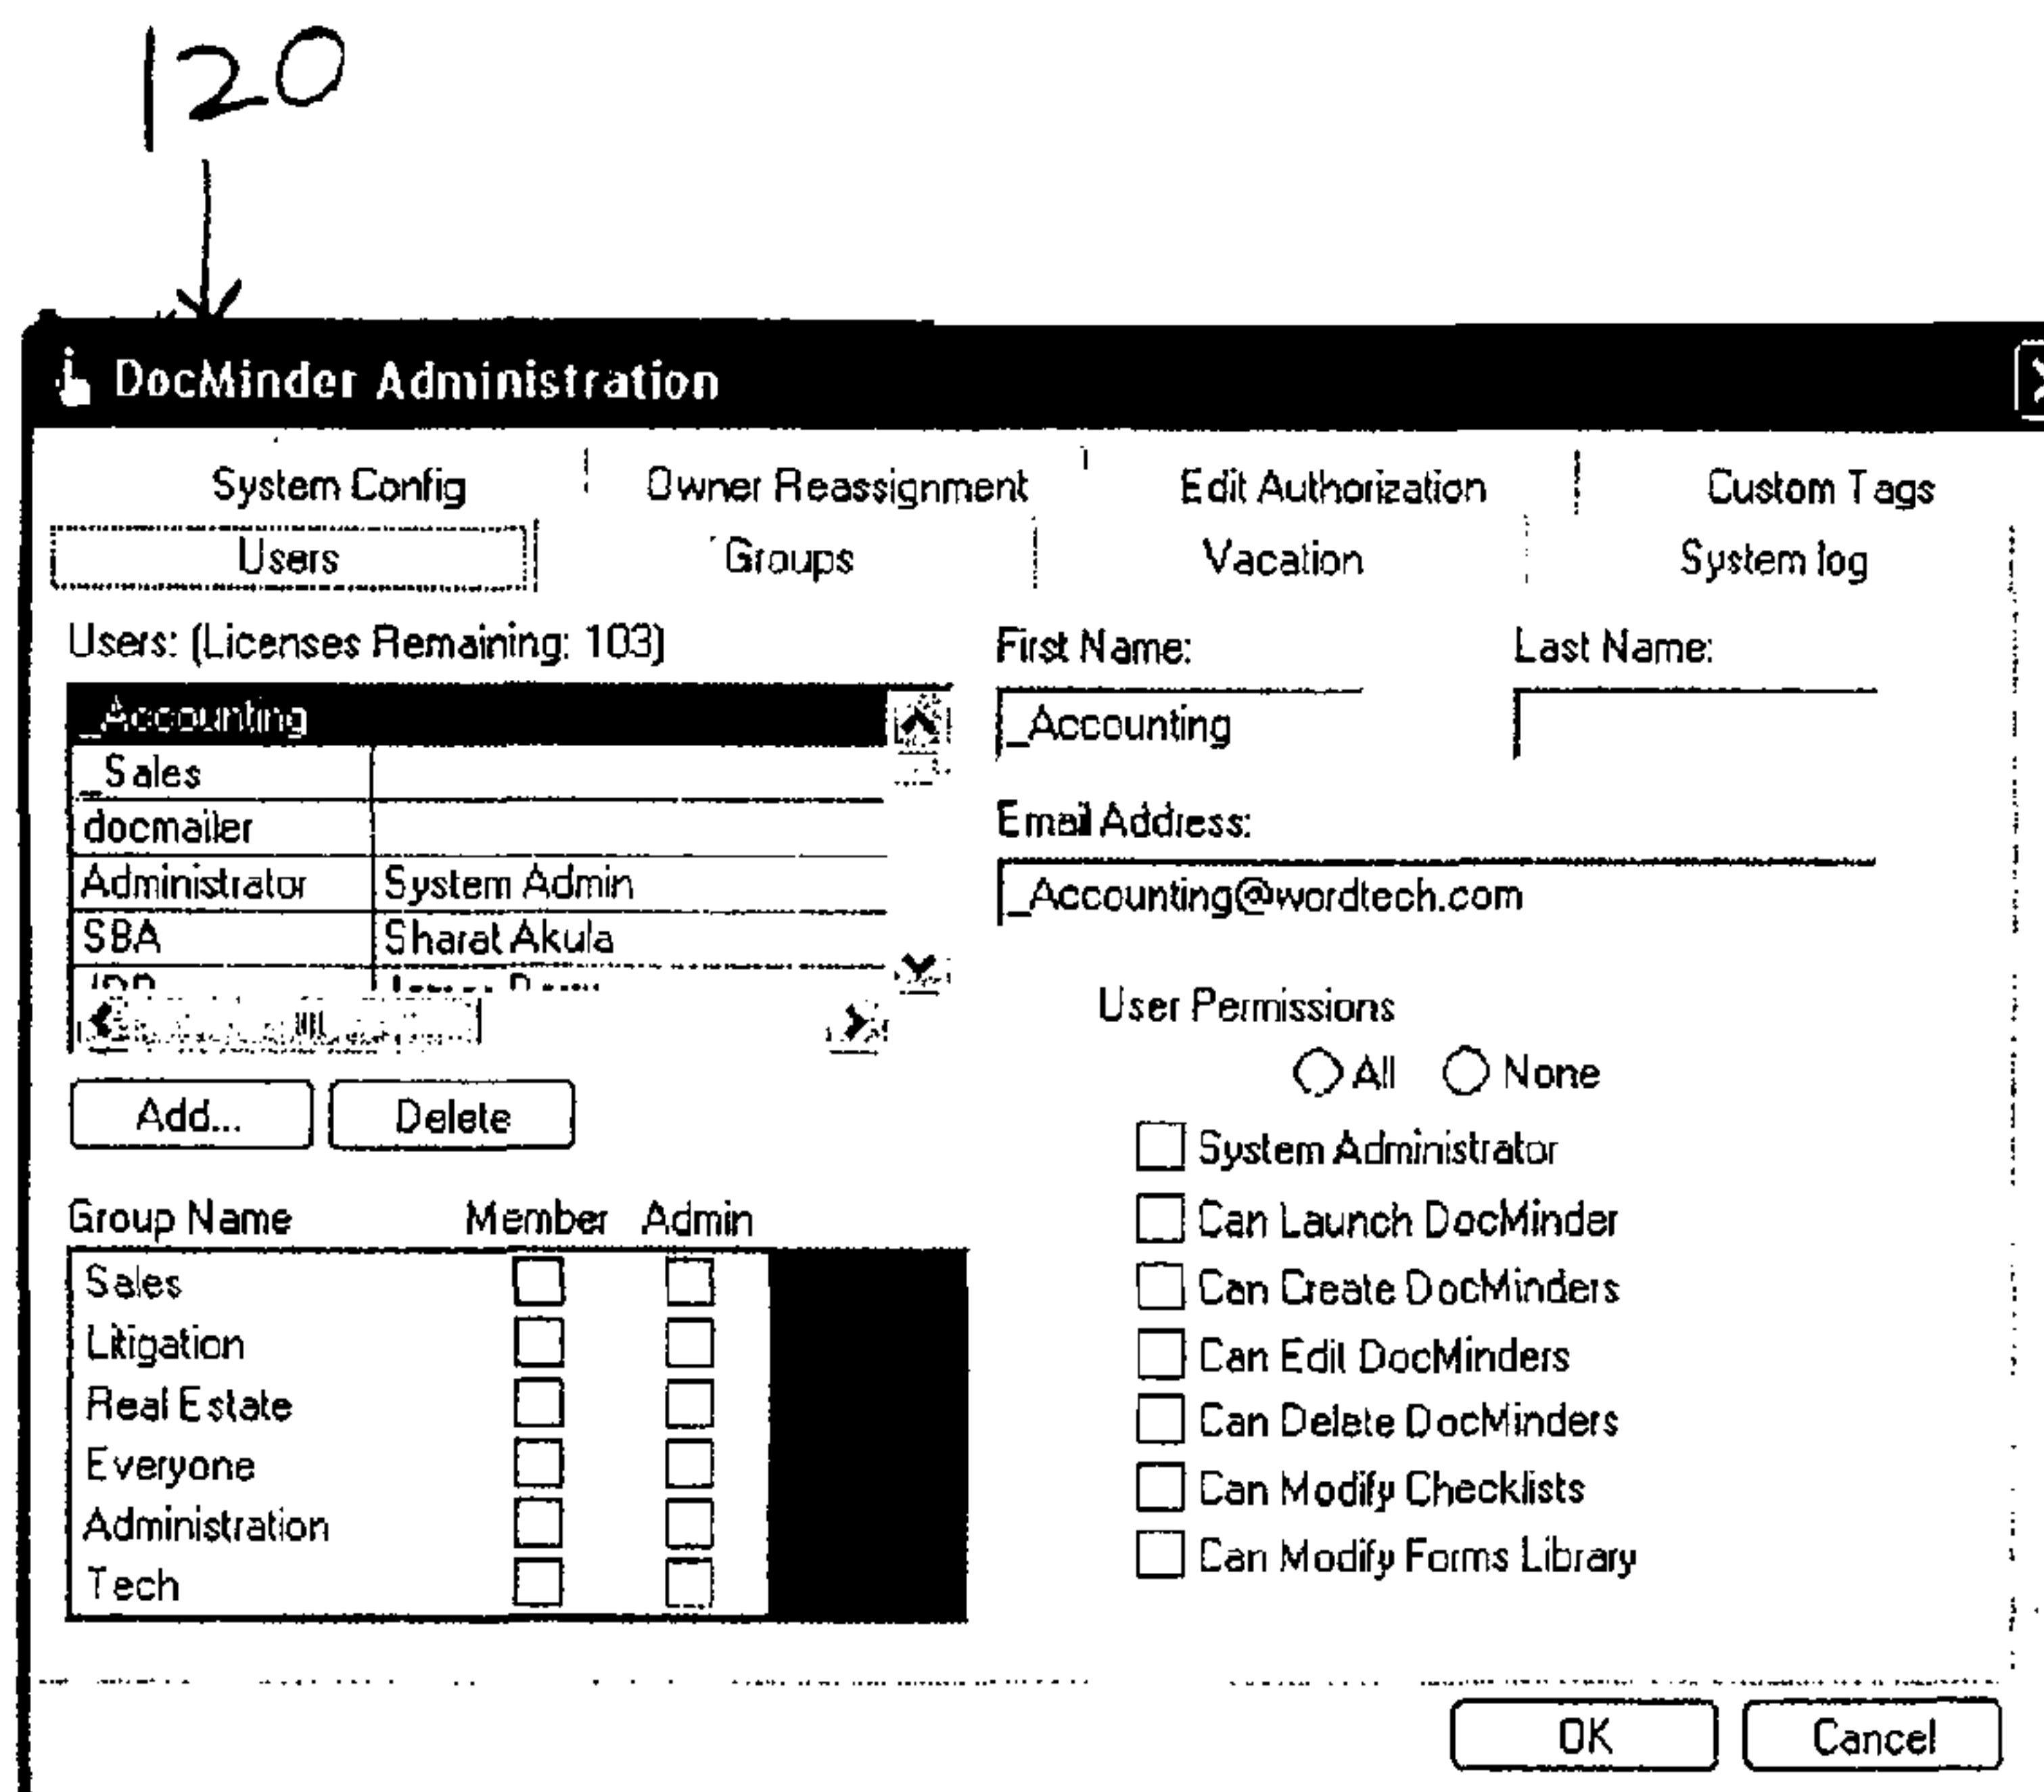 120
DocMinder Administration
System Config Owner Reassignment Edit Authorization Custom Tags
Users Groups Vacation System log
Users: (Licenses Remaining: 103)
First Name: Last Name:
_Accounting
_Accounting
_Sales
docmailer
Email Address:
Administrator System Admin
_Accounting@wordtech.com
SBA Sharat Akula
User Permissions
All None
Add... Delete
System Administrator
Group Name Member Admin
Can Launch DocMinder
Sales
Can Create DocMinders
Litigation
Can Edit DocMinders
Real Estate
Can Delete DocMinders
Everyone
Can Modify Checklists
Administration
Can Modify Forms Library
Tech
OK Cancel